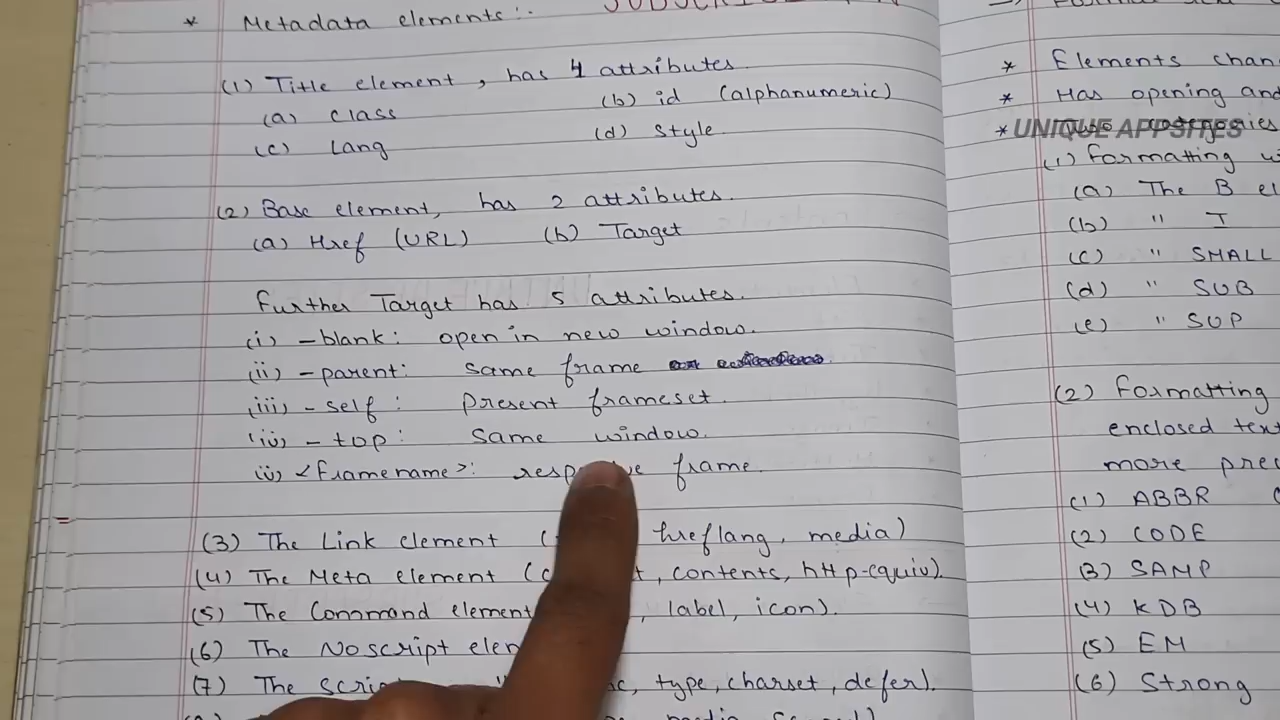 * Metadata elements:-
(1) Title element, has 4 attributes.
(a) class (b) id (alphanumeric)
(c) Lang (d) Style
(2) Base element, has 2 attributes.
(a) Href (URL) (b) Target
Further Target has 5 attributes.
(i) -blank: open in new window.
(ii) -parent: same frame
(iii) -self: present frameset.
(iv) -top: same window.
(v) <framename>: frame.
(3) The Link element ( hreflang, media)
(4) The Meta element ( , contents, http-equiv).
(5) The Command element , label, icon).
(6) The Noscript
(7) The type, charset, defer).
* Elements
* Has opening and
* categories
UNIQUE APPSITES
(1) Formatting
(a) The B
(b) " I
(c) " SMALL
(d) " SUB
(e) " SUP
(2) Formatting
enclosed text
more
(1) ABBR
(2) CODE
(3) SAMP
(4) KDB
(5) EM
(6) Strong